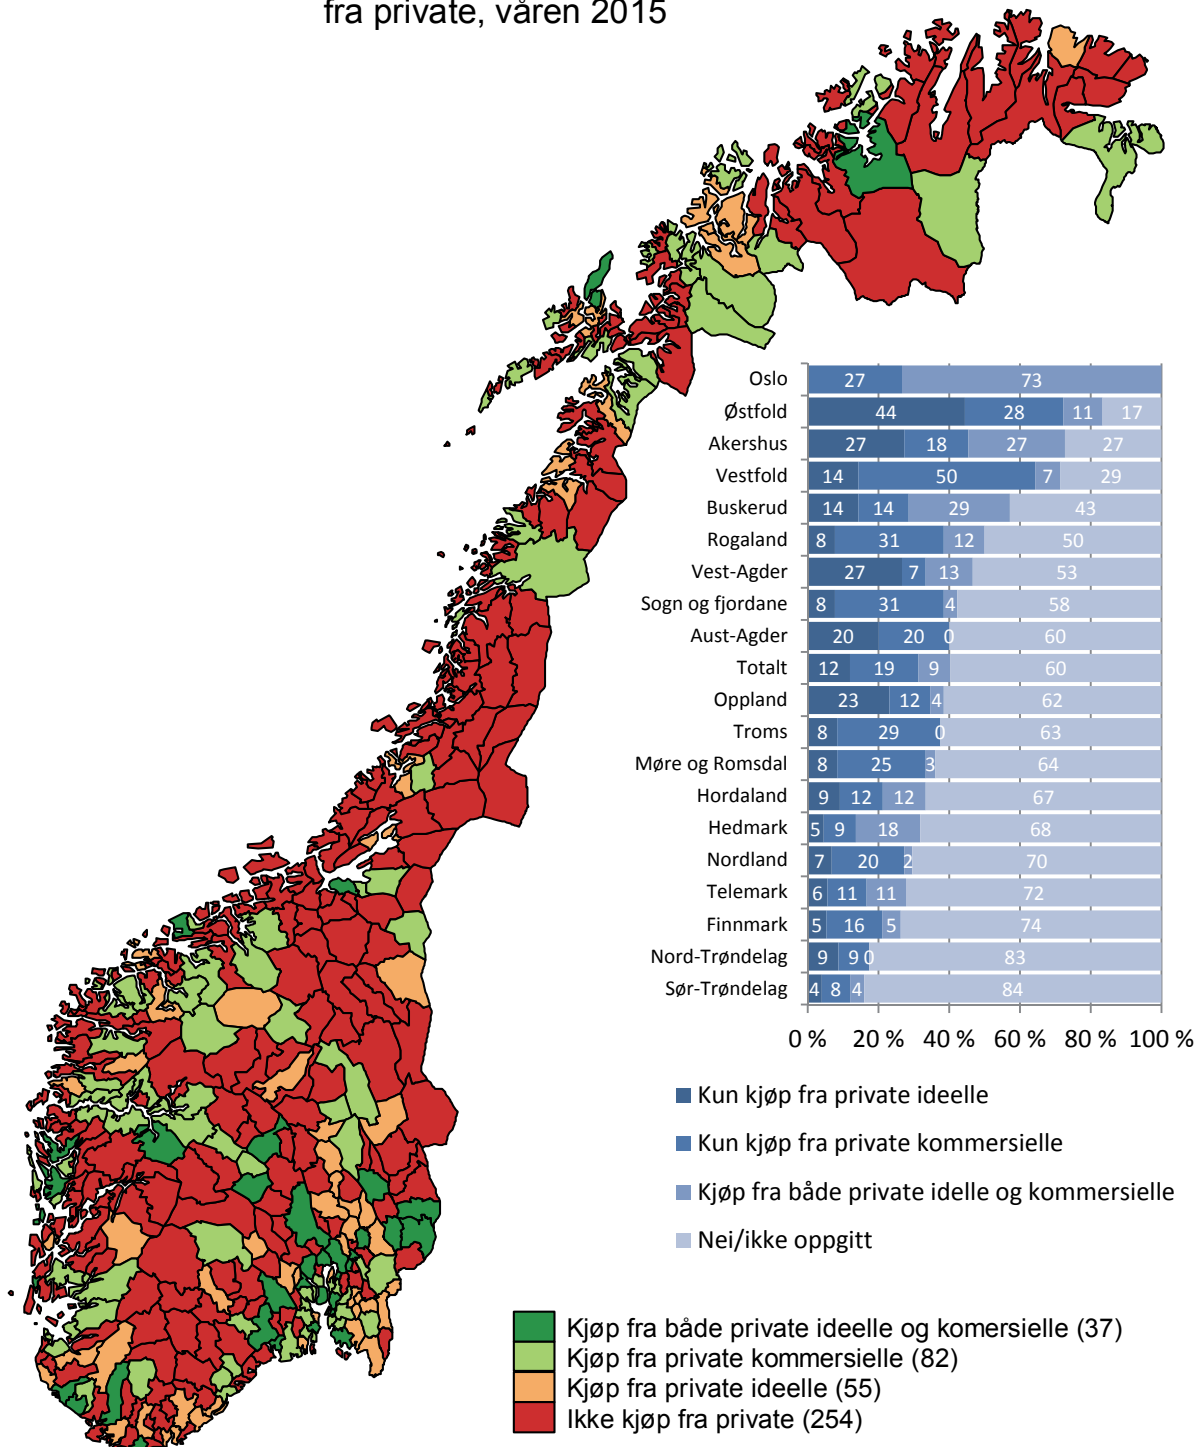 fra private, våren 2015
Oslo 27 73
Østfold 44 28 11 17
Akershus 27 18 27 27
Vestfold 14 50 7 29
Buskerud 14 14 29 43
Rogaland 8 31 12 50
Vest-Agder 27 7 13 53
Sogn og fjordane 8 31 4 58
Aust-Agder 20 20 0 60
Totalt 12 19 9 60
Oppland 23 12 4 62
Troms 8 29 0 63
Møre og Romsdal 8 25 3 64
Hordaland 9 12 12 67
Hedmark 5 9 18 68
Nordland 7 20 2 70
Telemark 6 11 11 72
Finnmark 5 16 5 74
Nord-Trøndelag 9 9 0 83
Sør-Trøndelag 4 8 4 84
0 % 20 % 40 % 60 % 80 % 100 %
Kun kjøp fra private ideelle
Kun kjøp fra private kommersielle
Kjøp fra både private idelle og kommersielle
Nei/ikke oppgitt
Kjøp fra både private ideelle og komersielle (37)
Kjøp fra private kommersielle (82)
Kjøp fra private ideelle (55)
Ikke kjøp fra private (254)